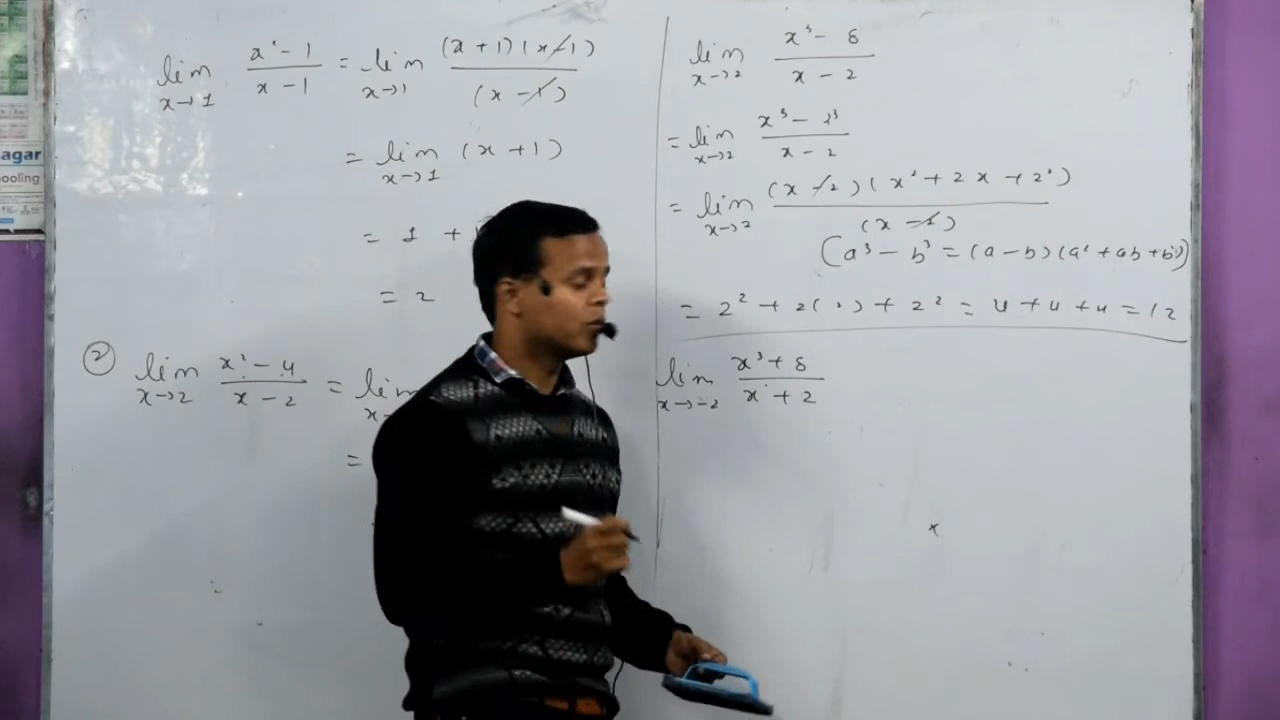 agar
ooling
lim x→1 x²-1 / x-1 = lim x→1 (x+1)(x-1) / (x-1)
= lim x→1 (x+1)
= 1 +
= 2
② lim x→2 x²-4 / x-2 = lim
=
lim x→2 x³-8 / x-2
= lim x→2 x³-2³ / x-2
= lim x→2 (x-2)(x²+2x+2²) / (x-2)
(a³-b³=(a-b)(a²+ab+b²))
= 2²+2(2)+2² = 4+4+4 = 12
lim x→-2 x³+8 / x+2
x